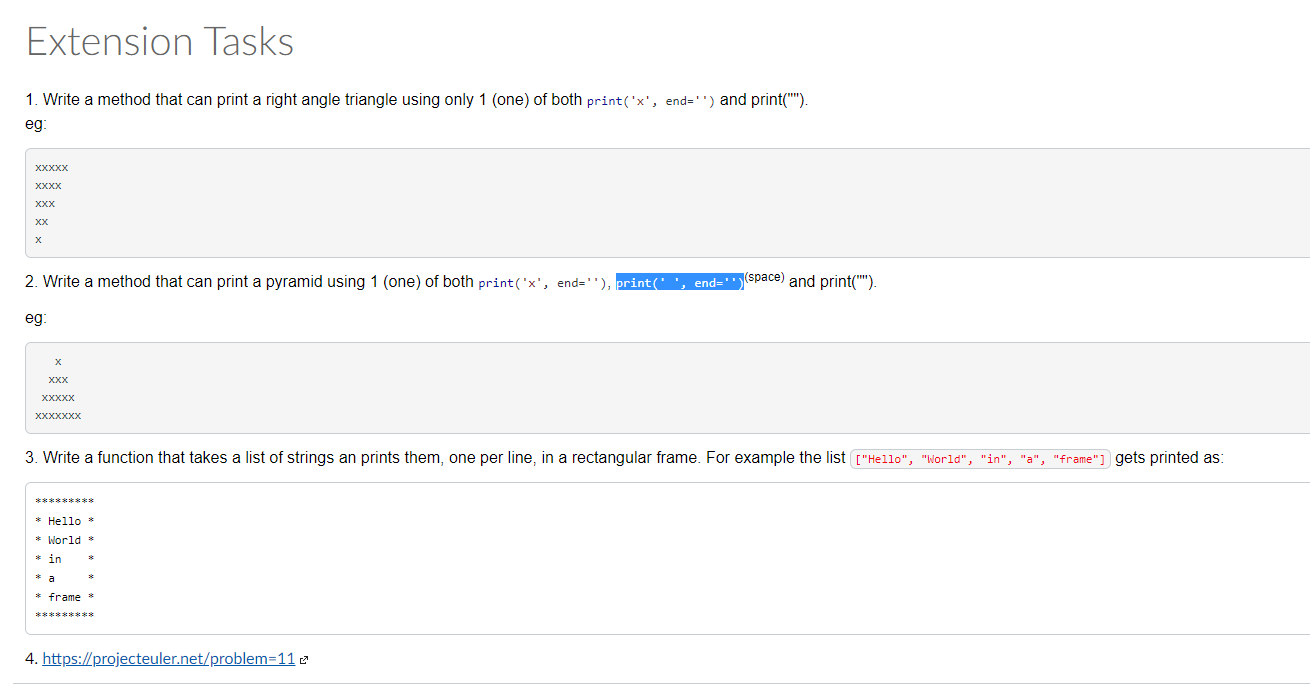 Extension Tasks
1. Write a method that can print a right angle triangle using only 1 (one) of both print('x', end='') and print("").
eg:
xxxxx
xxxx
xxx
xx
x
2. Write a method that can print a pyramid using 1 (one) of both print('x', end=''), print(' ', end='')(space) and print("").
eg:
   x
  xxx
 xxxxx
xxxxxxx
3. Write a function that takes a list of strings an prints them, one per line, in a rectangular frame. For example the list ["Hello", "World", "in", "a", "frame"] gets printed as:
*********
* Hello *
* World *
* in    *
* a     *
* frame *
*********
4. https://projecteuler.net/problem=11